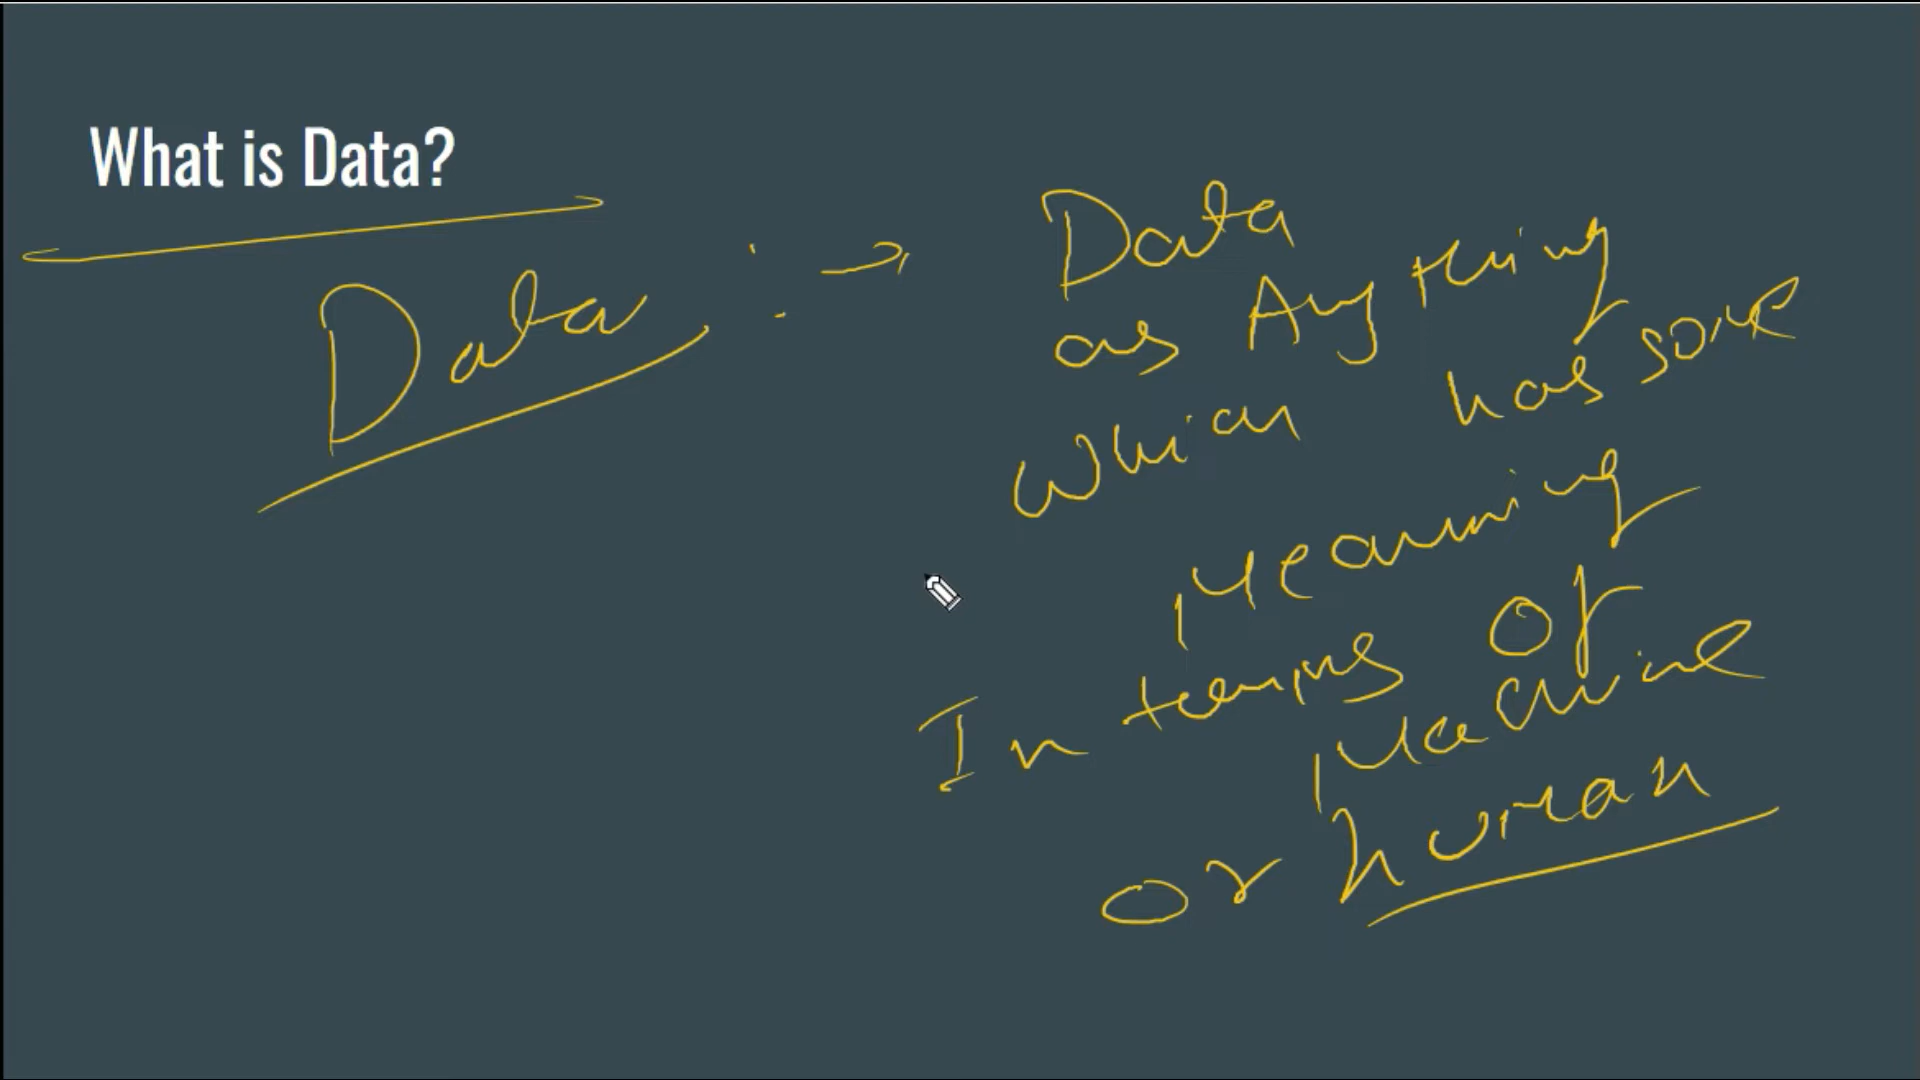 What is Data?
Data :→
Data
as Anything
which has some
Meaning
In terms of
Machine
or human